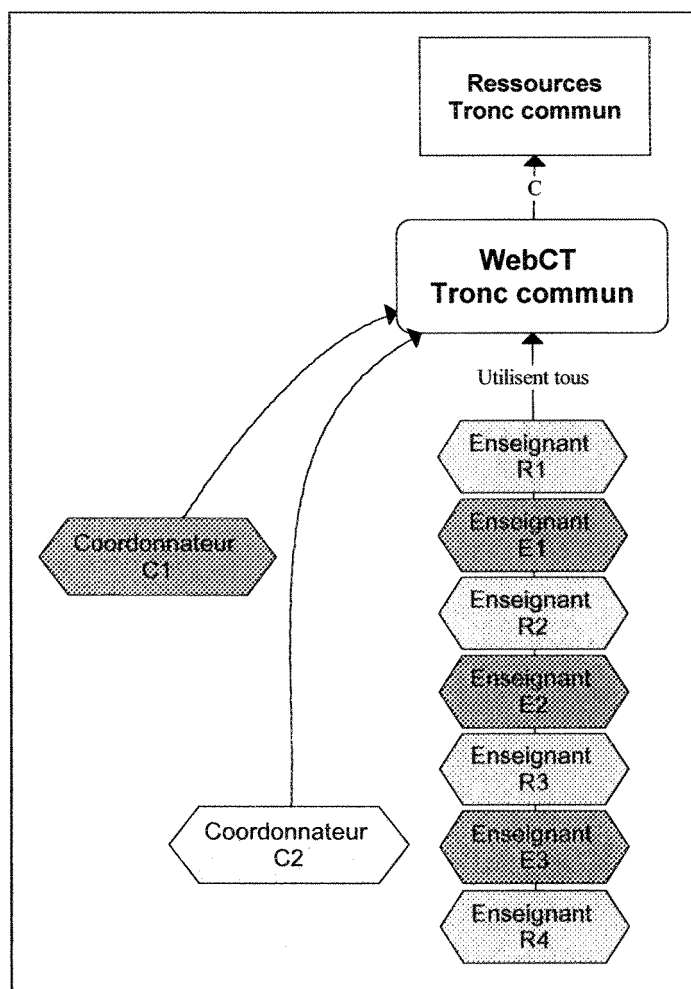 Ressources
Tronc commun
C
WebCT
Tronc commun
Utilisent tous
Enseignant
R1
Enseignant
E1
Coordonnateur
C1
Enseignant
R2
Enseignant
E2
Enseignant
R3
Coordonnateur
C2
Enseignant
E3
Enseignant
R4